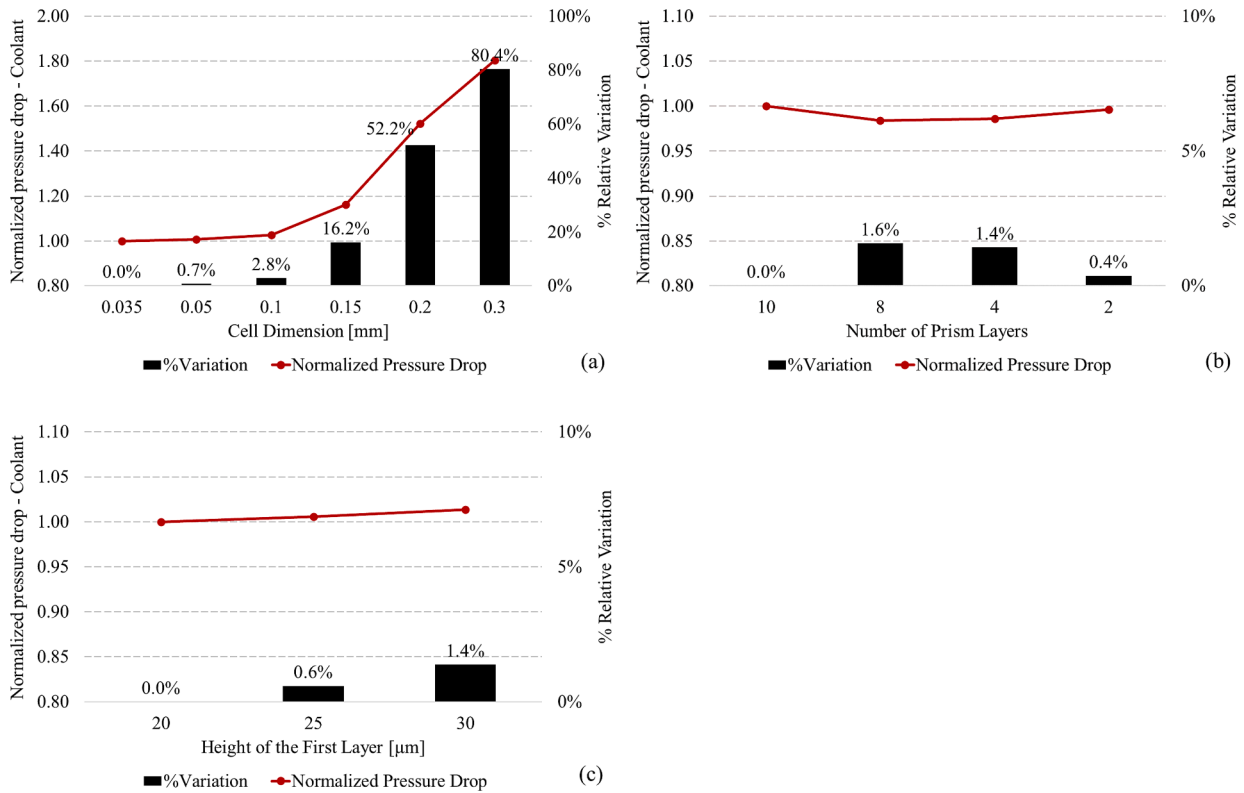 2.00
1.80
1.60
1.40
1.20
1.00
0.80
Normalized pressure drop - Coolant
100%
80%
60%
40%
20%
0%
% Relative Variation
0.0%
0.7%
2.8%
16.2%
52.2%
80.4%
0.035 0.05 0.1 0.15 0.2 0.3
Cell Dimension [mm]
%Variation Normalized Pressure Drop
(a)
1.10
1.05
1.00
0.95
0.90
0.85
0.80
Normalized pressure drop - Coolant
10%
5%
0%
% Relative Variation
0.0%
1.6%
1.4%
0.4%
10 8 4 2
Number of Prism Layers
%Variation Normalized Pressure Drop
(b)
1.10
1.05
1.00
0.95
0.90
0.85
0.80
Normalized pressure drop - Coolant
10%
5%
0%
% Relative Variation
0.0%
0.6%
1.4%
20 25 30
Height of the First Layer [µm]
%Variation Normalized Pressure Drop
(c)